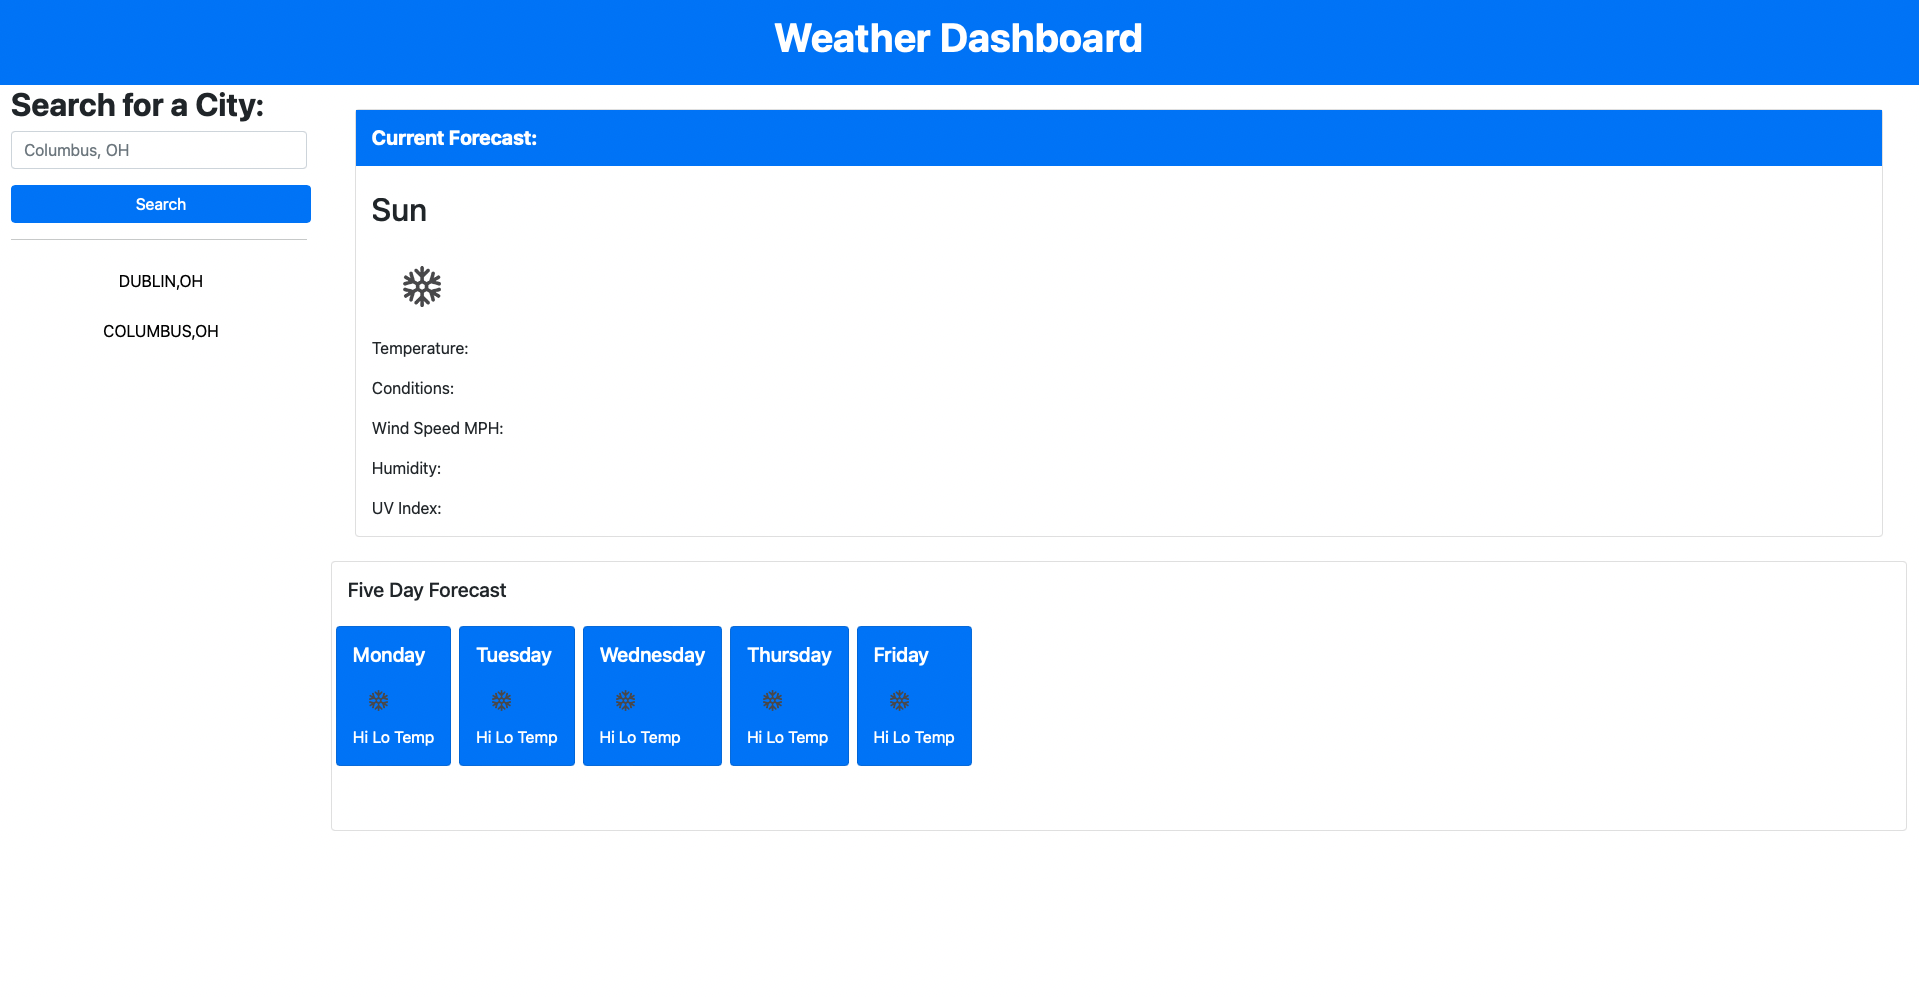 Weather Dashboard
Search for a City:
Columbus, OH
Search
DUBLIN,OH
COLUMBUS,OH
Current Forecast:
Sun
Temperature:
Conditions:
Wind Speed MPH:
Humidity:
UV Index:
Five Day Forecast
Monday
Hi Lo Temp
Tuesday
Hi Lo Temp
Wednesday
Hi Lo Temp
Thursday
Hi Lo Temp
Friday
Hi Lo Temp